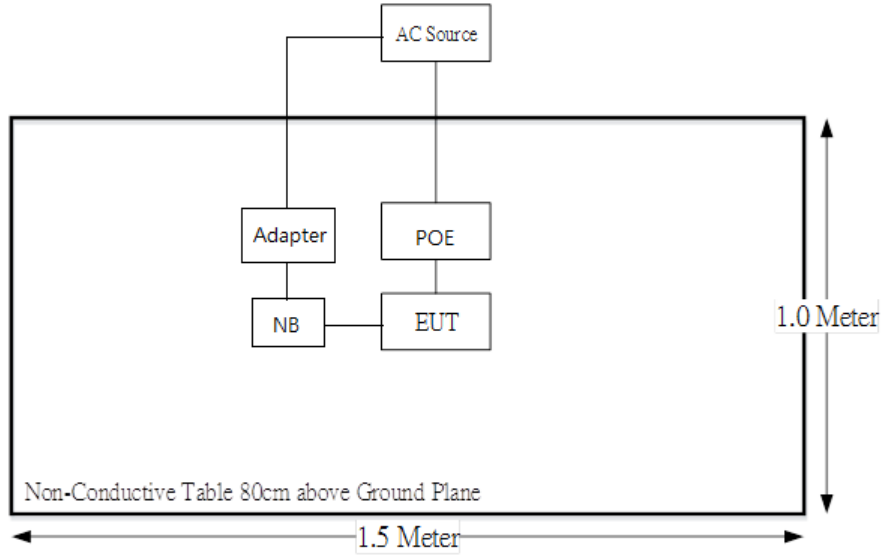 AC Source
Adapter
POE
NB
EUT
1.0 Meter
Non-Conductive Table 80cm above Ground Plane
1.5 Meter